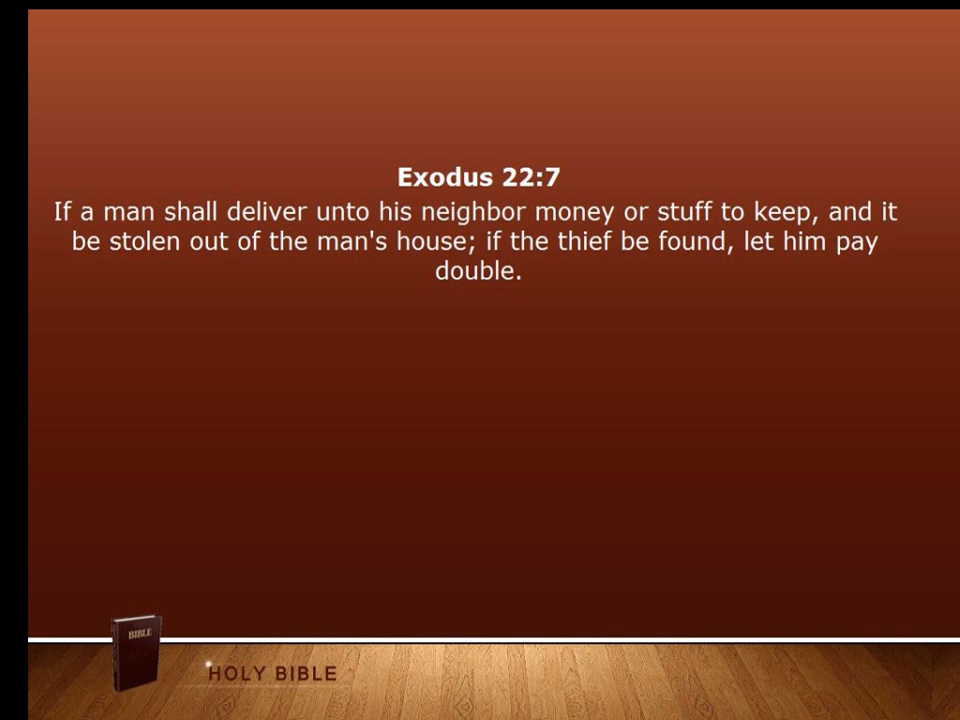 Exodus 22:7
If a man shall deliver unto his neighbor money or stuff to keep, and it
be stolen out of the man's house; if the thief be found, let him pay
double.
BIBLE
HOLY BIBLE